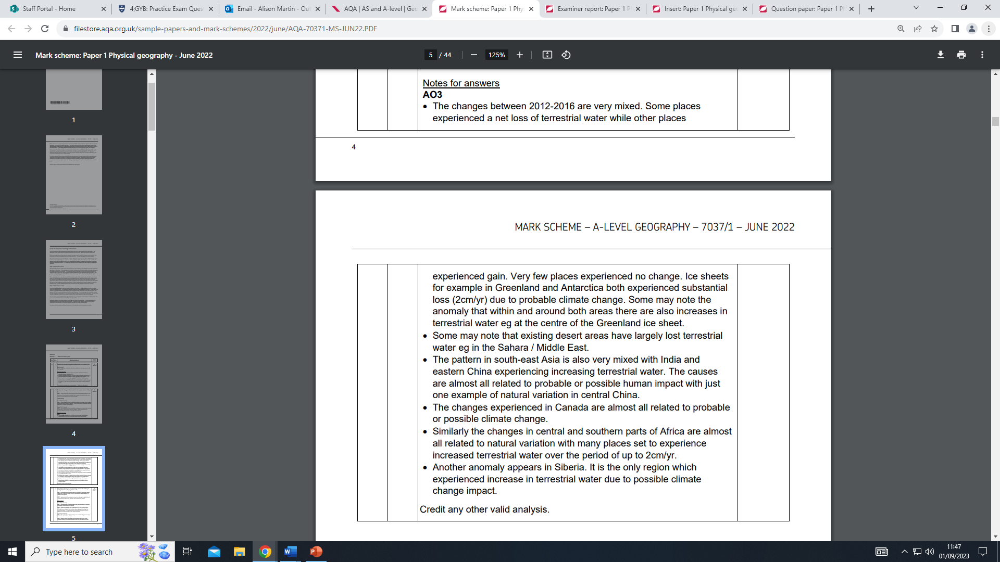 Staff Portal - Home
4;GYB: Practice Exam Ques
Email - Alison Martin - Out
AQA | AS and A-level | Geo
Mark scheme: Paper 1 Phy
Examiner report: Paper 1 P
Insert: Paper 1 Physical geo
Question paper: Paper 1 Ph
filestore.aqa.org.uk/sample-papers-and-mark-schemes/2022/june/AQA-70371-MS-JUN22.PDF
Mark scheme: Paper 1 Physical geography - June 2022
5 / 44
125%
1
2
3
4
5
Notes for answers
AO3
• The changes between 2012-2016 are very mixed. Some places
experienced a net loss of terrestrial water while other places
4
MARK SCHEME – A-LEVEL GEOGRAPHY – 7037/1 – JUNE 2022
experienced gain. Very few places experienced no change. Ice sheets
for example in Greenland and Antarctica both experienced substantial
loss (2cm/yr) due to probable climate change. Some may note the
anomaly that within and around both areas there are also increases in
terrestrial water eg at the centre of the Greenland ice sheet.
• Some may note that existing desert areas have largely lost terrestrial
water eg in the Sahara / Middle East.
• The pattern in south-east Asia is also very mixed with India and
eastern China experiencing increasing terrestrial water. The causes
are almost all related to probable or possible human impact with just
one example of natural variation in central China.
• The changes experienced in Canada are almost all related to probable
or possible climate change.
• Similarly the changes in central and southern parts of Africa are almost
all related to natural variation with many places set to experience
increased terrestrial water over the period of up to 2cm/yr.
• Another anomaly appears in Siberia. It is the only region which
experienced increase in terrestrial water due to possible climate
change impact.
Credit any other valid analysis.
Type here to search
11:47
01/09/2023